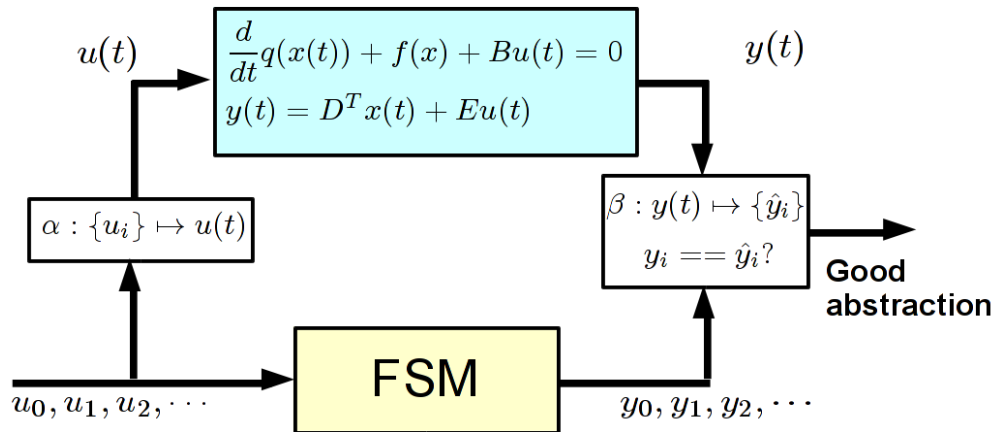 u(t)
d/dt q(x(t)) + f(x) + Bu(t) = 0
y(t) = D^T x(t) + Eu(t)
y(t)
α : {u_i} ↦ u(t)
β : y(t) ↦ {ŷ_i}
y_i == ŷ_i?
Good
abstraction
FSM
u_0, u_1, u_2, ⋯
y_0, y_1, y_2, ⋯